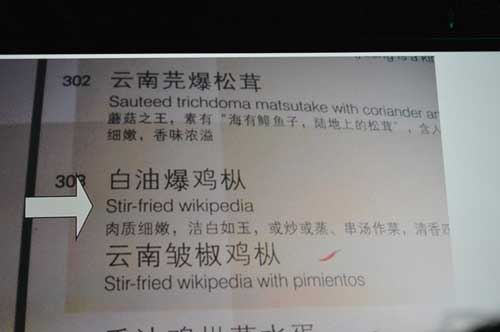 302 云南芫爆松茸
Sauteed trichdoma matsutake with coriander an
蘑菇之王，素有“海有鲱鱼子，陆地上的松茸”，含人
细嫩，香味浓溢
303 白油爆鸡枞
Stir-fried wikipedia
肉质细嫩，洁白如玉，或炒或蒸、串汤作菜，清香四
云南皱椒鸡枞
Stir-fried wikipedia with pimientos